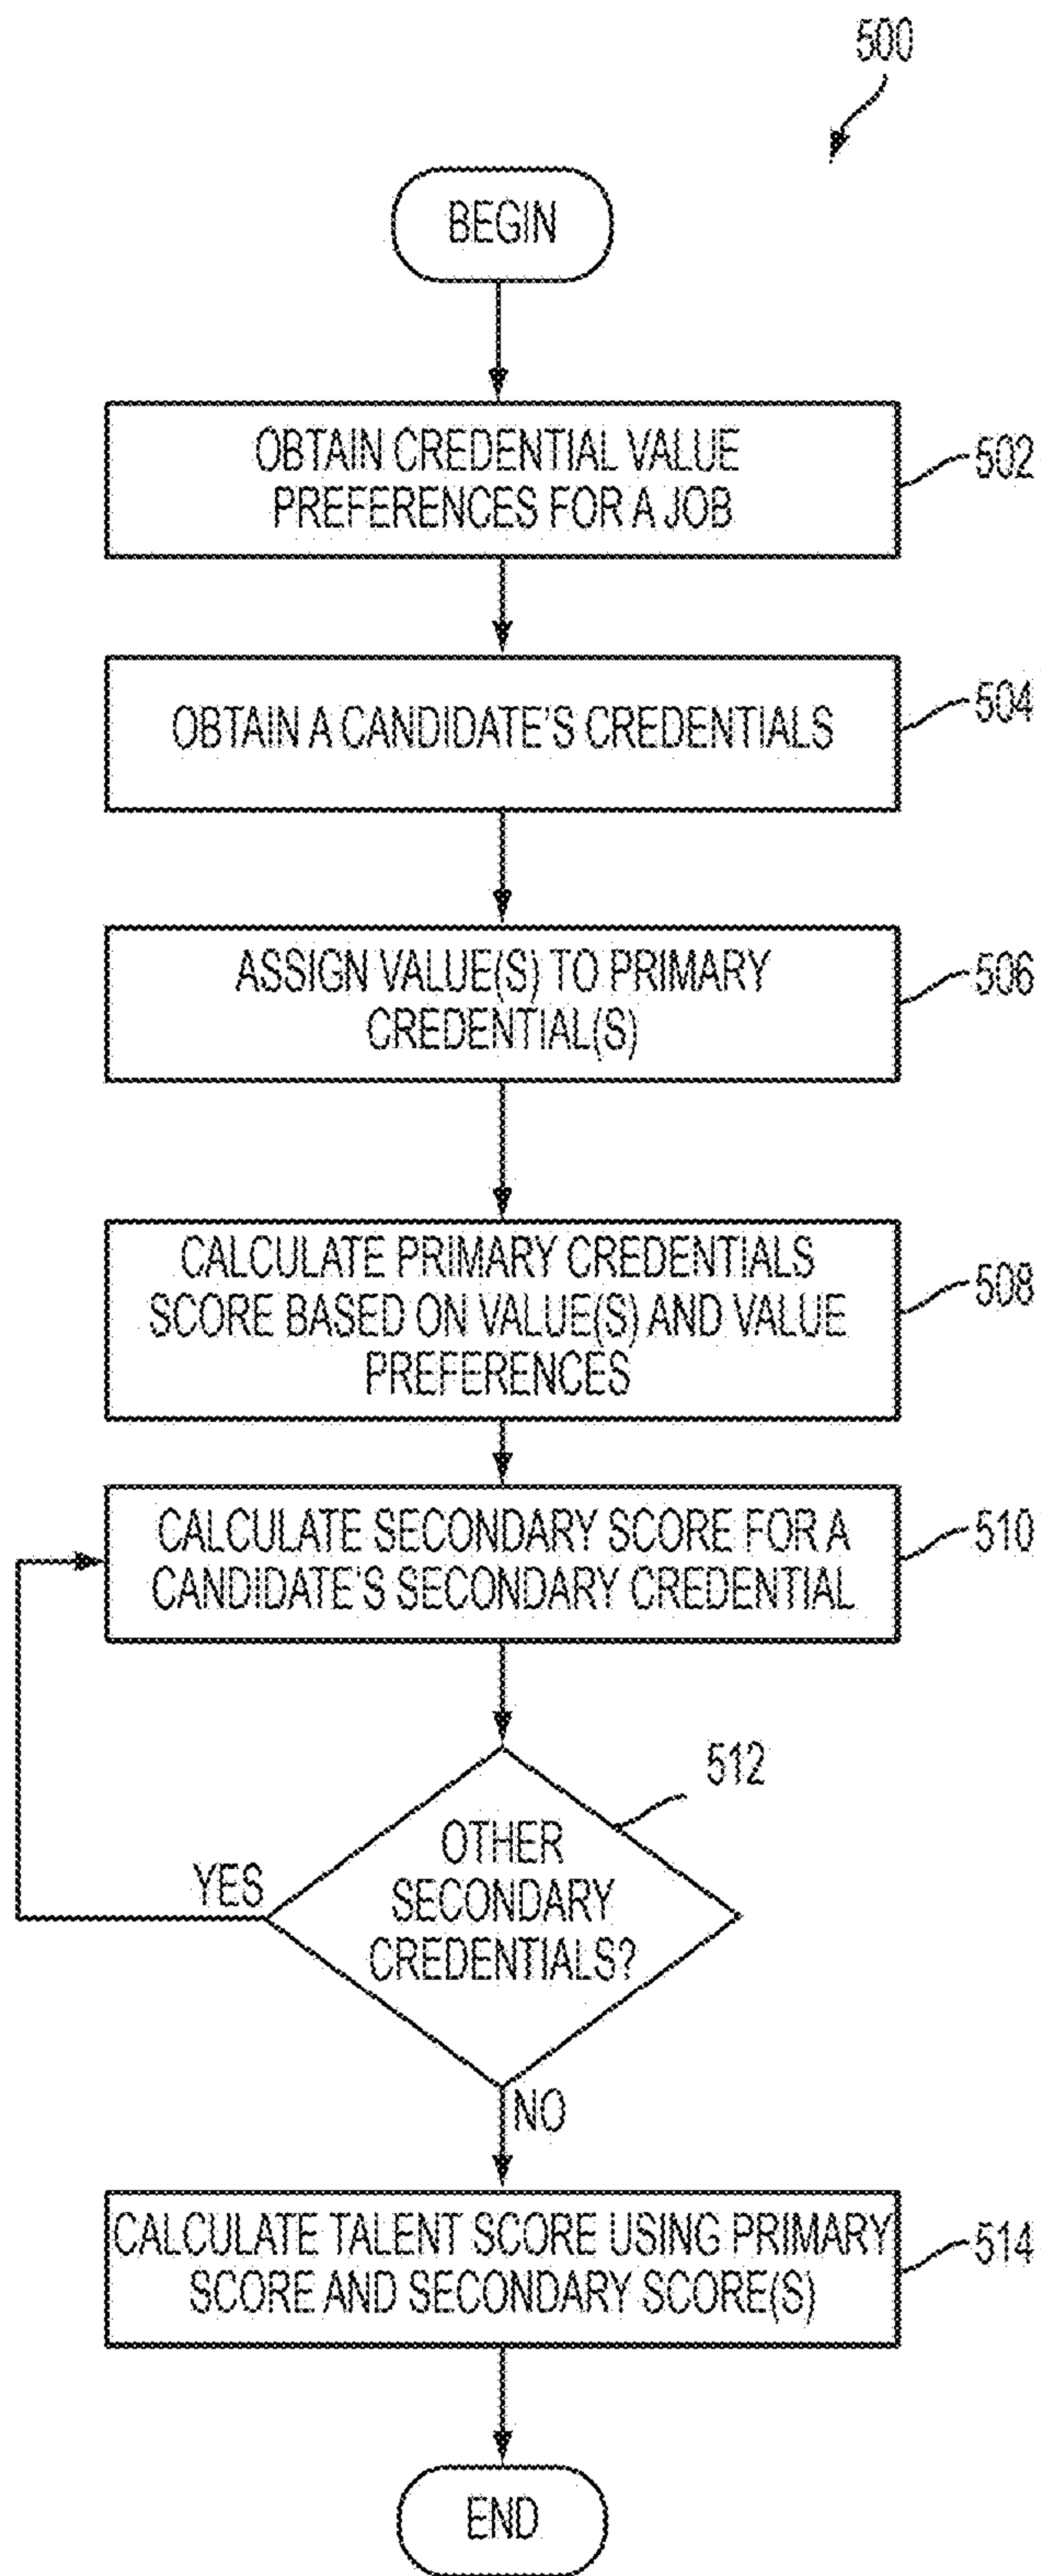 500
BEGIN
OBTAIN CREDENTIAL VALUE
PREFERENCES FOR A JOB
502
OBTAIN A CANDIDATE'S CREDENTIALS
504
ASSIGN VALUE(S) TO PRIMARY
CREDENTIAL(S)
506
CALCULATE PRIMARY CREDENTIALS
SCORE BASED ON VALUE(S) AND VALUE
PREFERENCES
508
CALCULATE SECONDARY SCORE FOR A
CANDIDATE'S SECONDARY CREDENTIAL
510
512
OTHER
SECONDARY
CREDENTIALS?
YES
NO
CALCULATE TALENT SCORE USING PRIMARY
SCORE AND SECONDARY SCORE(S)
514
END